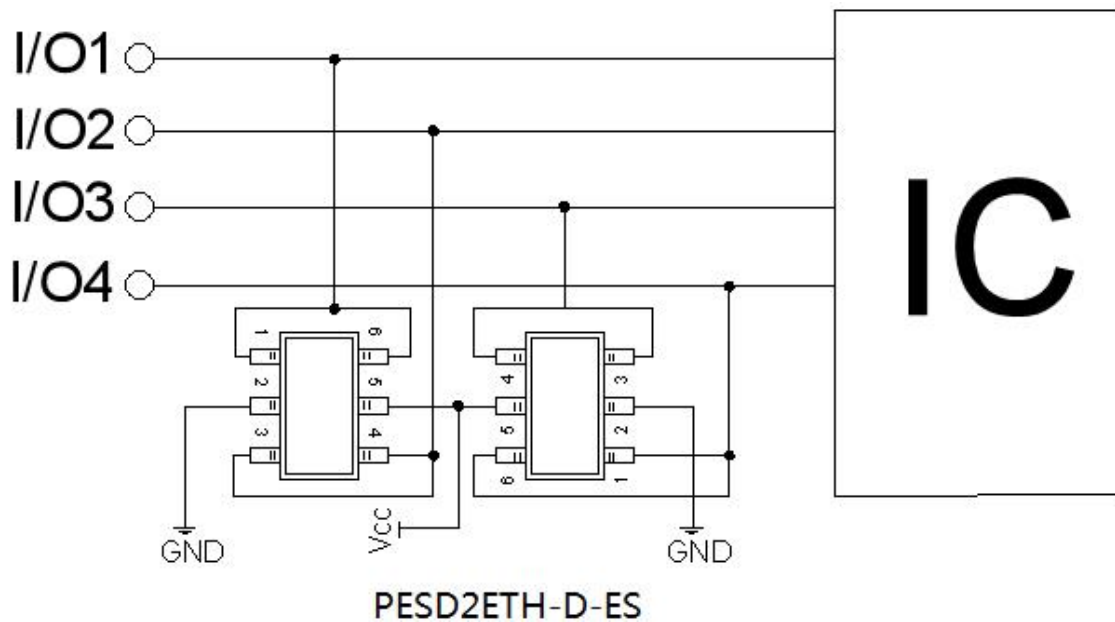 I/O1
I/O2
I/O3
I/O4
IC
1 6
2 5
3 4
4 3
5 2
6 1
GND
Vcc
GND
PESD2ETH-D-ES